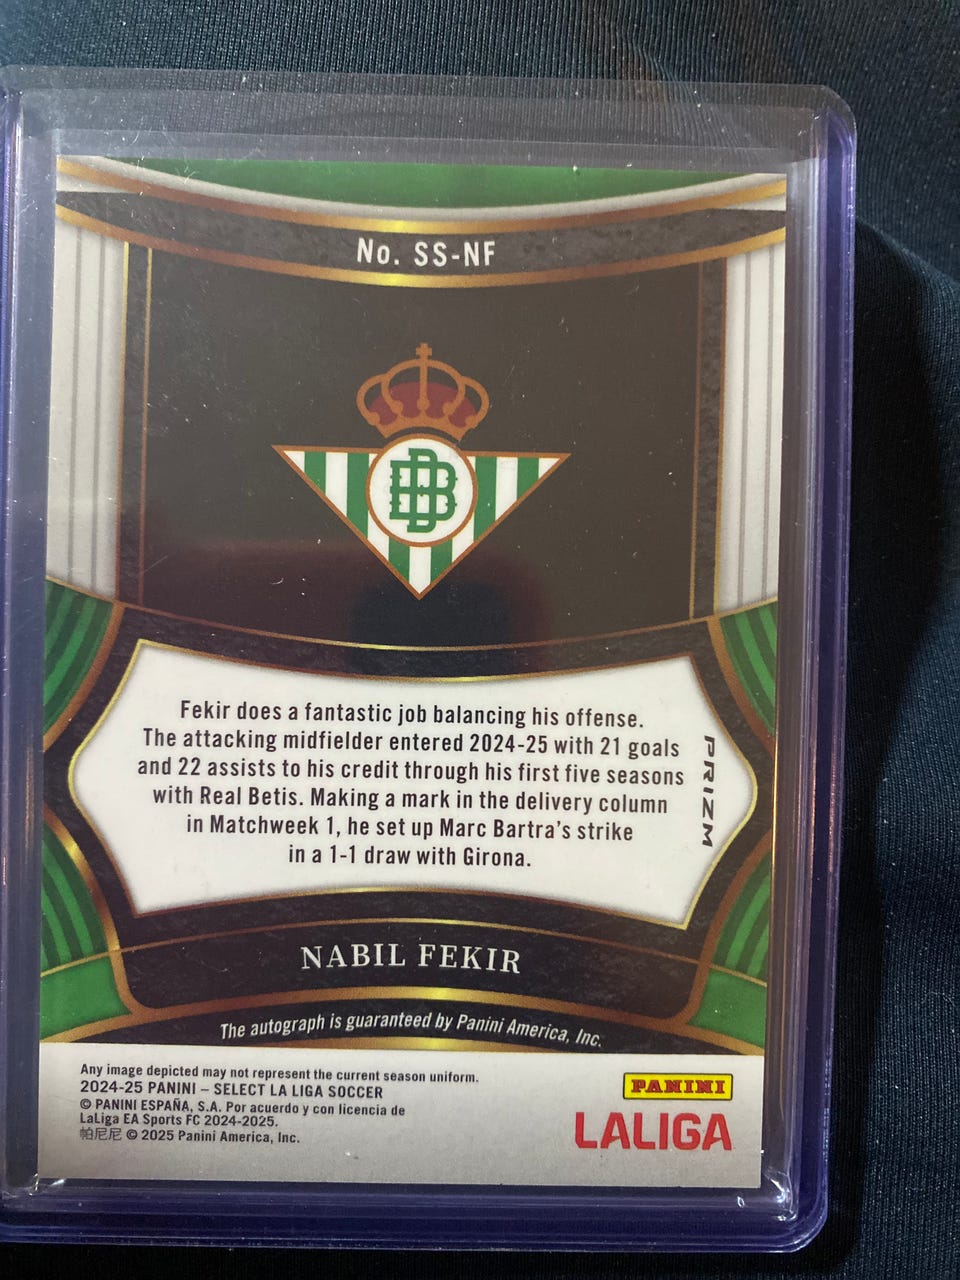 No. SS-NF
BB
Fekir does a fantastic job balancing his offense.
The attacking midfielder entered 2024-25 with 21 goals
and 22 assists to his credit through his first five seasons
with Real Betis. Making a mark in the delivery column
in Matchweek 1, he set up Marc Bartra's strike
in a 1-1 draw with Girona.
PRIZM
NABIL FEKIR
The autograph is guaranteed by Panini America, Inc.
Any image depicted may not represent the current season uniform.
2024-25 PANINI – SELECT LA LIGA SOCCER
© PANINI ESPAÑA, S.A. Por acuerdo y con licencia de
LaLiga EA Sports FC 2024-2025.
帕尼尼 © 2025 Panini America, Inc.
PANINI
LALIGA